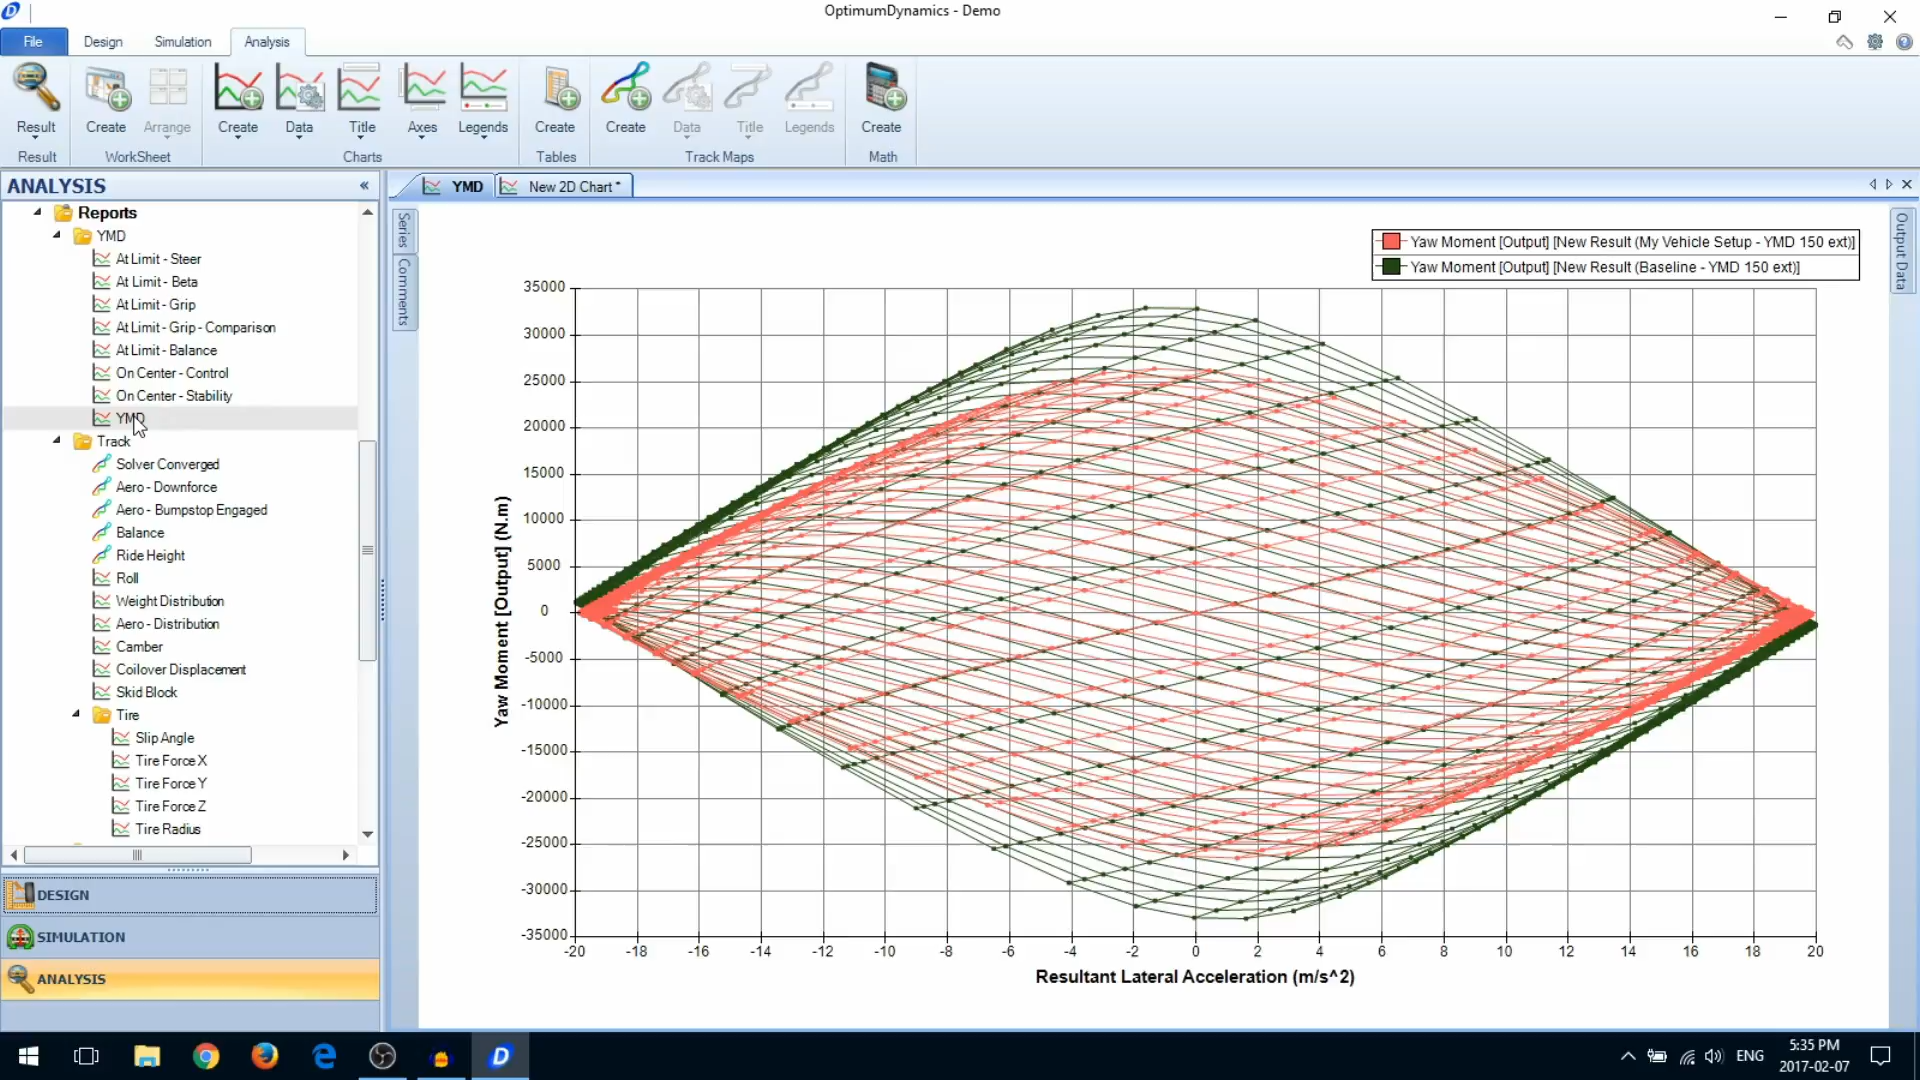 OptimumDynamics - Demo
File
Design
Simulation
Analysis
Result
Create
Arrange
Create
Data
Title
Axes
Legends
Create
Create
Data
Title
Legends
Create
Result
WorkSheet
Charts
Tables
Track Maps
Math
ANALYSIS
Reports
YMD
At Limit - Steer
At Limit - Beta
At Limit - Grip
At Limit - Grip - Comparison
At Limit - Balance
On Center - Control
On Center - Stability
YMD
Track
Solver Converged
Aero - Downforce
Aero - Bumpstop Engaged
Balance
Ride Height
Roll
Weight Distribution
Aero - Distribution
Camber
Coilover Displacement
Skid Block
Tire
Slip Angle
Tire Force X
Tire Force Y
Tire Force Z
Tire Radius
DESIGN
SIMULATION
ANALYSIS
YMD
New 2D Chart *
Series
Comments
Output Data
Yaw Moment [Output] [New Result (My Vehicle Setup - YMD 150 ext)]
Yaw Moment [Output] [New Result (Baseline - YMD 150 ext)]
Yaw Moment [Output] (N.m)
35000
30000
25000
20000
15000
10000
5000
0
-5000
-10000
-15000
-20000
-25000
-30000
-35000
-20 -18 -16 -14 -12 -10 -8 -6 -4 -2 0 2 4 6 8 10 12 14 16 18 20
Resultant Lateral Acceleration (m/s^2)
ENG
5:35 PM
2017-02-07